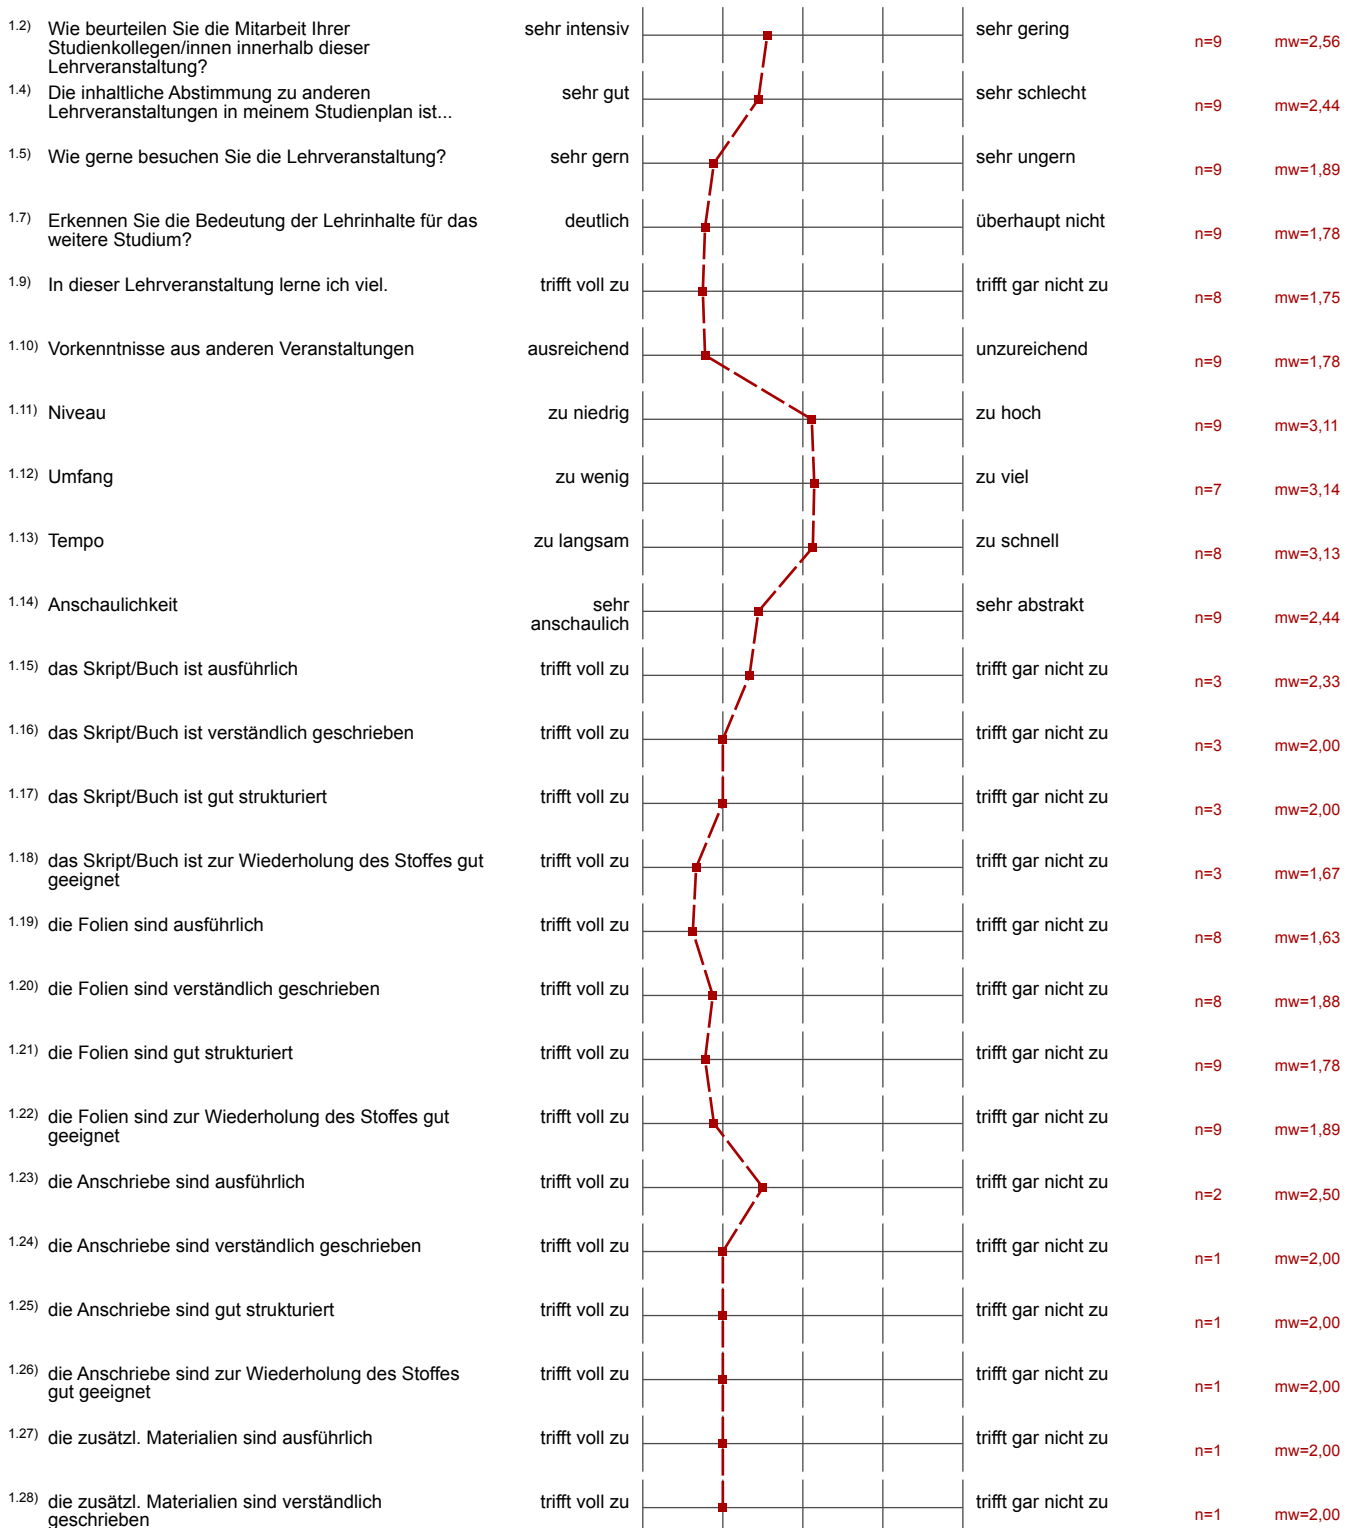 1.2) Wie beurteilen Sie die Mitarbeit Ihrer sehr intensiv sehr gering n=9 mw=2,56
Studienkollegen/innen innerhalb dieser
Lehrveranstaltung?
1.4) Die inhaltliche Abstimmung zu anderen sehr gut sehr schlecht n=9 mw=2,44
Lehrveranstaltungen in meinem Studienplan ist...
1.5) Wie gerne besuchen Sie die Lehrveranstaltung? sehr gern sehr ungern n=9 mw=1,89
1.7) Erkennen Sie die Bedeutung der Lehrinhalte für das deutlich überhaupt nicht n=9 mw=1,78
weitere Studium?
1.9) In dieser Lehrveranstaltung lerne ich viel. trifft voll zu trifft gar nicht zu n=8 mw=1,75
1.10) Vorkenntnisse aus anderen Veranstaltungen ausreichend unzureichend n=9 mw=1,78
1.11) Niveau zu niedrig zu hoch n=9 mw=3,11
1.12) Umfang zu wenig zu viel n=7 mw=3,14
1.13) Tempo zu langsam zu schnell n=8 mw=3,13
1.14) Anschaulichkeit sehr sehr abstrakt n=9 mw=2,44
anschaulich
1.15) das Skript/Buch ist ausführlich trifft voll zu trifft gar nicht zu n=3 mw=2,33
1.16) das Skript/Buch ist verständlich geschrieben trifft voll zu trifft gar nicht zu n=3 mw=2,00
1.17) das Skript/Buch ist gut strukturiert trifft voll zu trifft gar nicht zu n=3 mw=2,00
1.18) das Skript/Buch ist zur Wiederholung des Stoffes gut trifft voll zu trifft gar nicht zu n=3 mw=1,67
geeignet
1.19) die Folien sind ausführlich trifft voll zu trifft gar nicht zu n=8 mw=1,63
1.20) die Folien sind verständlich geschrieben trifft voll zu trifft gar nicht zu n=8 mw=1,88
1.21) die Folien sind gut strukturiert trifft voll zu trifft gar nicht zu n=9 mw=1,78
1.22) die Folien sind zur Wiederholung des Stoffes gut trifft voll zu trifft gar nicht zu n=9 mw=1,89
geeignet
1.23) die Anschriebe sind ausführlich trifft voll zu trifft gar nicht zu n=2 mw=2,50
1.24) die Anschriebe sind verständlich geschrieben trifft voll zu trifft gar nicht zu n=1 mw=2,00
1.25) die Anschriebe sind gut strukturiert trifft voll zu trifft gar nicht zu n=1 mw=2,00
1.26) die Anschriebe sind zur Wiederholung des Stoffes trifft voll zu trifft gar nicht zu n=1 mw=2,00
gut geeignet
1.27) die zusätzl. Materialien sind ausführlich trifft voll zu trifft gar nicht zu n=1 mw=2,00
1.28) die zusätzl. Materialien sind verständlich trifft voll zu trifft gar nicht zu n=1 mw=2,00
geschrieben